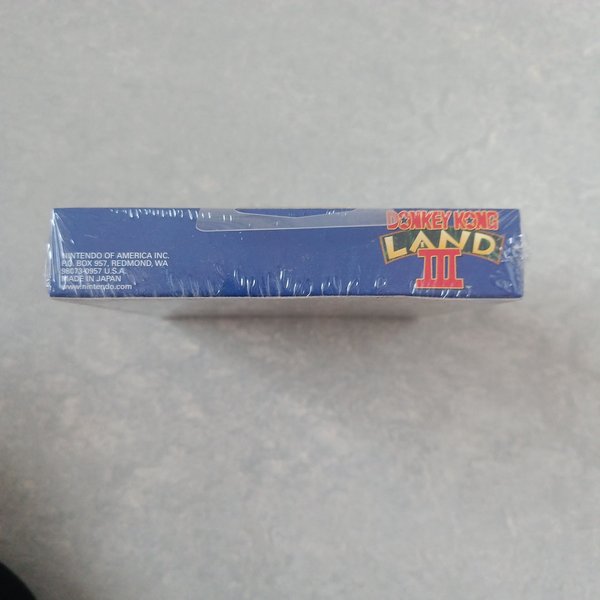 NINTENDO OF AMERICA INC.
P.O. BOX 957, REDMOND, WA
98073-0957 U.S.A.
MADE IN JAPAN
www.nintendo.com
DONKEY KONG
LAND
III